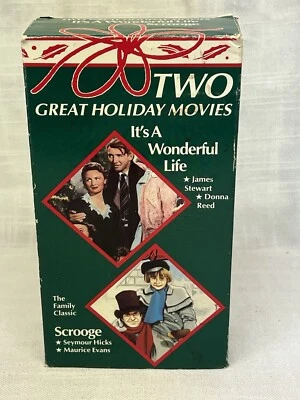 TWO
GREAT HOLIDAY MOVIES
It's A
Wonderful
Life
★ James
Stewart
★ Donna
Reed
The
Family
Classic
Scrooge
★ Seymour Hicks
★ Maurice Evans